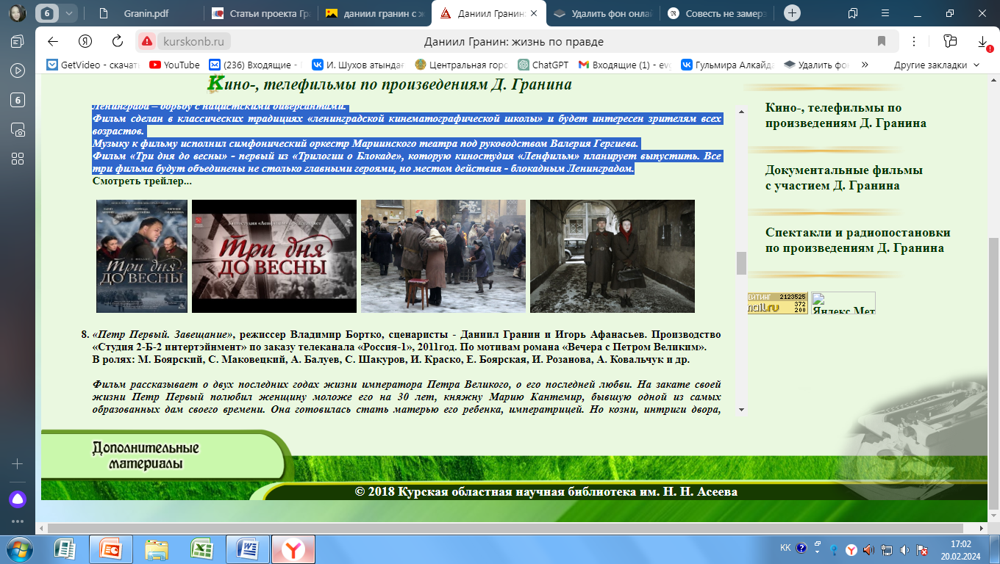 6
Granin.pdf
Статьи проекта Гра
даниил гранин с ж
Даниил Гранин:
Удалить фон онлай
Совесть не замерз
kurskonb.ru
Даниил Гранин: жизнь по правде
GetVideo - скачать
YouTube
(236) Входящие -
И. Шухов атындағ
Центральная горо
ChatGPT
Входящие (1) - evg
Гульмира Алкайда
Удалить фон
Другие закладки
6
Кино-, телефильмы по произведениям Д. Гранина
Ленинграда – борьбу с нацистскими диверсантами.
Фильм сделан в классических традициях «ленинградской кинематографической школы» и будет интересен зрителям всех
возрастов.
Музыку к фильму исполнил симфонический оркестр Мариинского театра под руководством Валерия Гергиева.
Фильм «Три дня до весны» - первый из «Трилогии о Блокаде», которую киностудия «Ленфильм» планирует выпустить. Все
три фильма будут объединены не столько главными героями, но местом действия - блокадным Ленинградом.
Смотреть трейлер...
Три дня
ДО ВЕСНЫ
Киностудия «Ленфильм» представляет
Три дня
ДО ВЕСНЫ
8. «Петр Первый. Завещание», режиссер Владимир Бортко, сценаристы - Даниил Гранин и Игорь Афанасьев. Производство
«Студия 2-Б-2 интертэйнмент» по заказу телеканала «Россия-1», 2011год. По мотивам романа «Вечера с Петром Великим».
В ролях: М. Боярский, С. Маковецкий, А. Балуев, С. Шакуров, И. Краско, Е. Боярская, И. Розанова, А. Ковальчук и др.
Фильм рассказывает о двух последних годах жизни императора Петра Великого, о его последней любви. На закате своей
жизни Петр Первый полюбил женщину моложе его на 30 лет, княжну Марию Кантемир, бывшую одной из самых
образованных дам своего времени. Она готовилась стать матерью его ребенка, императрицей. Но козни, интриги двора,
Кино-, телефильмы по
произведениям Д. Гранина
Документальные фильмы
с участием Д. Гранина
Спектакли и радиопостановки
по произведениям Д. Гранина
ЕЙТИНГ 2123525
mail.ru 372
200
Яндекс.Мет
Дополнительные
материалы
© 2018 Курская областная научная библиотека им. Н. Н. Асеева
KK
17:02
20.02.2024